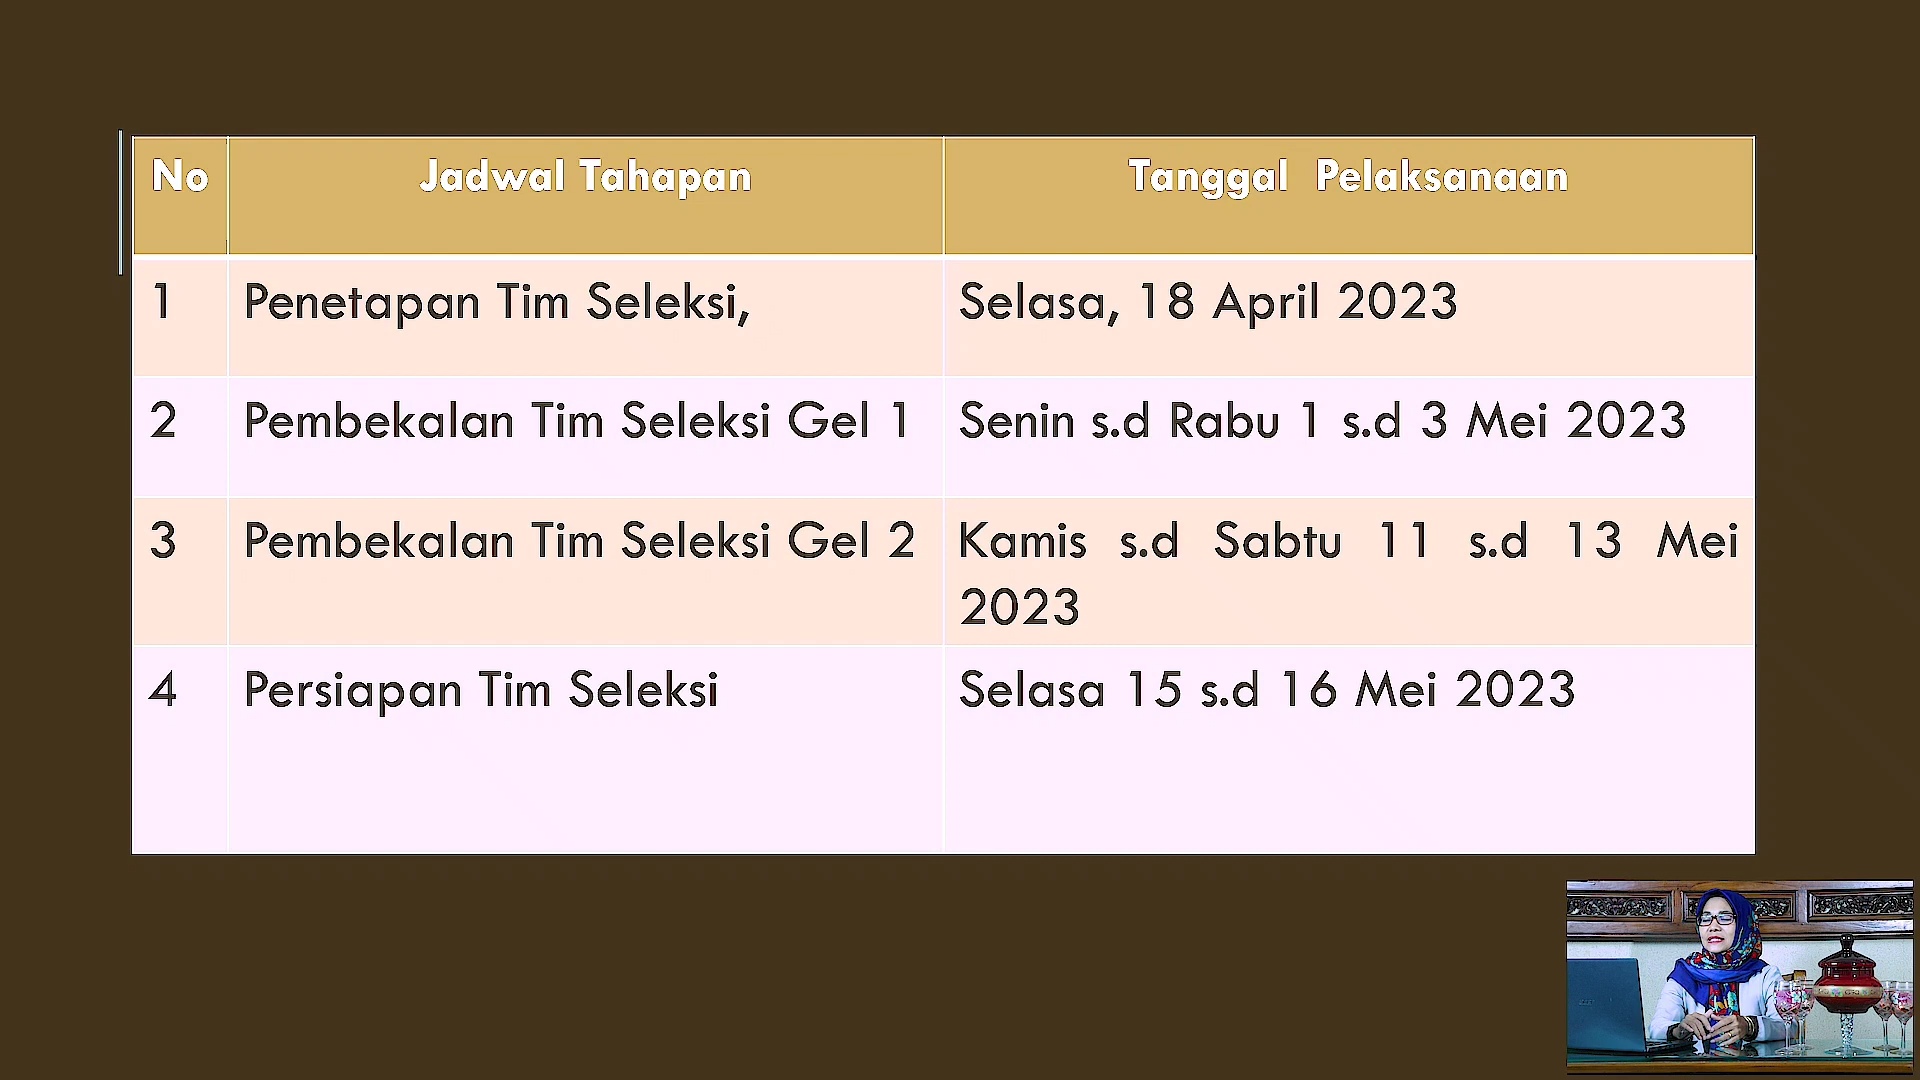 No Jadwal Tahapan Tanggal Pelaksanaan
1 Penetapan Tim Seleksi, Selasa, 18 April 2023
2 Pembekalan Tim Seleksi Gel 1 Senin s.d Rabu 1 s.d 3 Mei 2023
3 Pembekalan Tim Seleksi Gel 2 Kamis s.d Sabtu 11 s.d 13 Mei
2023
4 Persiapan Tim Seleksi Selasa 15 s.d 16 Mei 2023